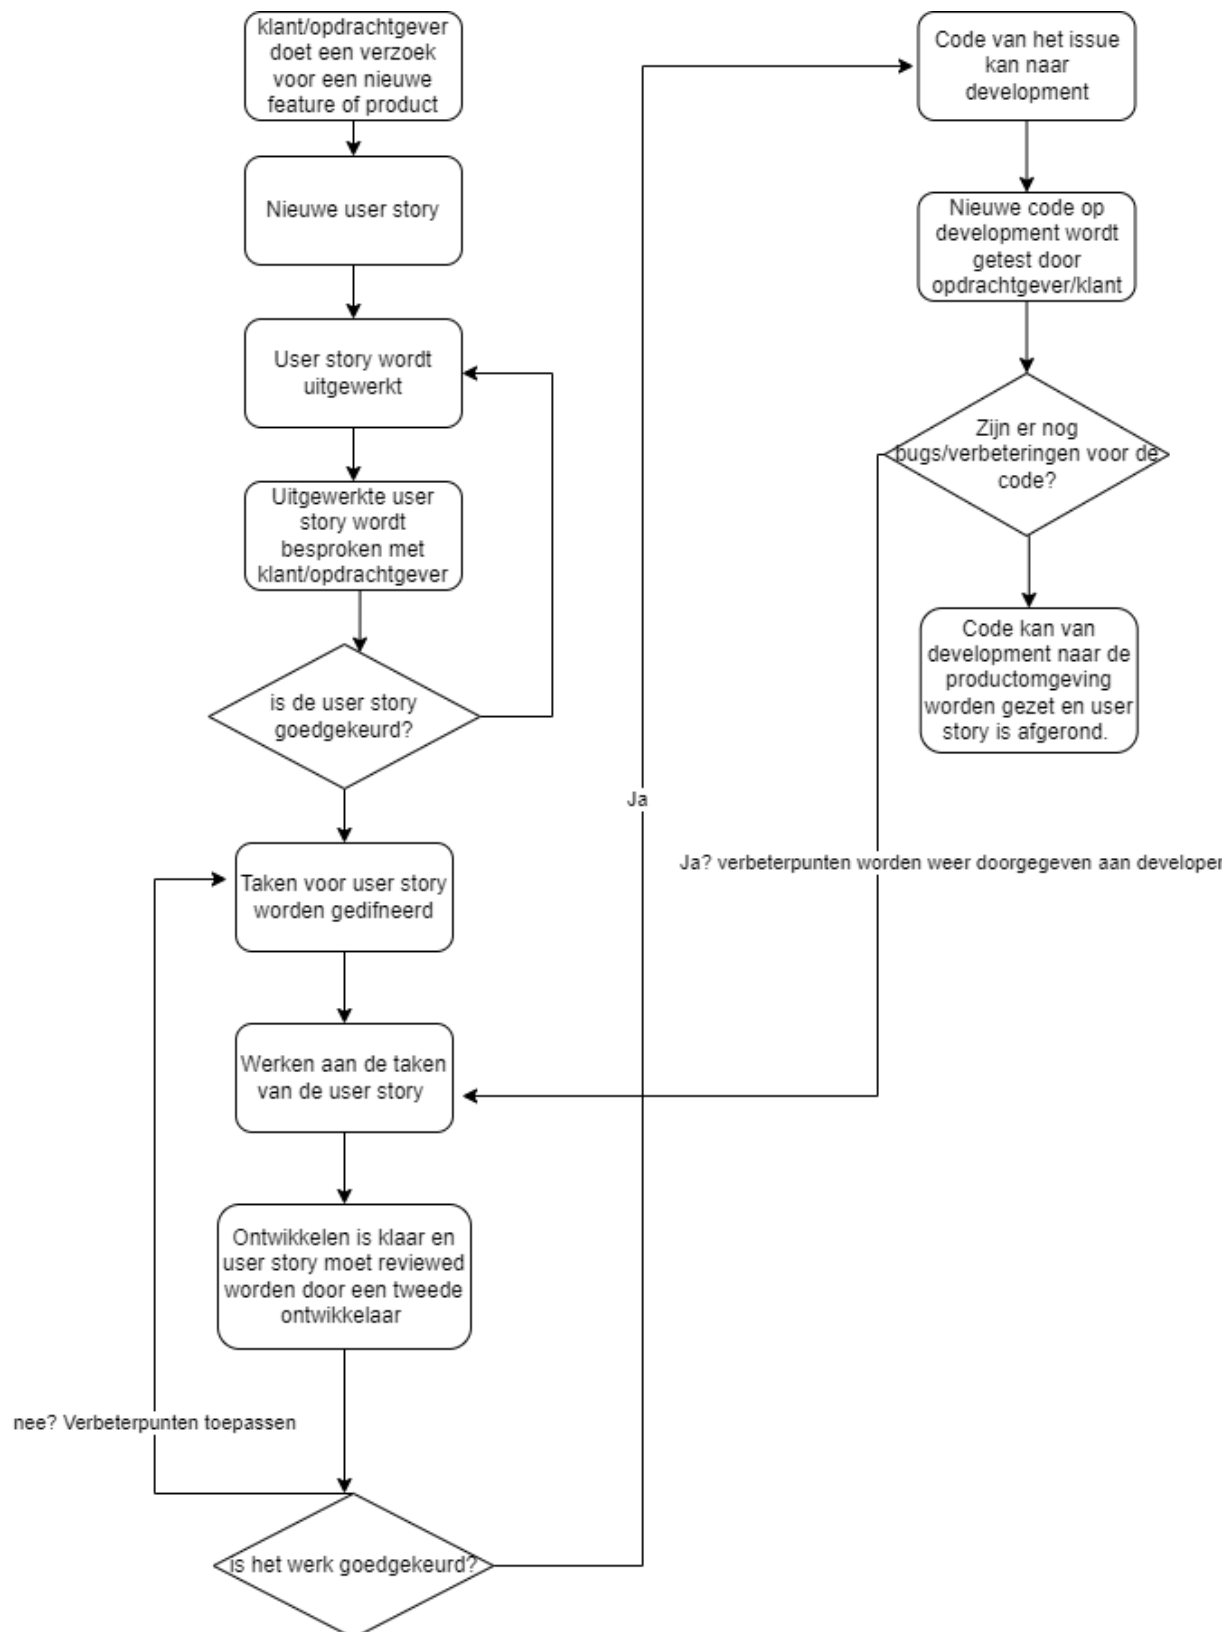 klant/opdrachtgever
doet een verzoek
voor een nieuwe
feature of product
Nieuwe user story
User story wordt
uitgewerkt
Uitgewerkte user
story wordt
besproken met
klant/opdrachtgever
is de user story
goedgekeurd?
Taken voor user story
worden gedifneerd
Werken aan de taken
van de user story
Ontwikkelen is klaar en
user story moet reviewed
worden door een tweede
ontwikkelaar
nee? Verbeterpunten toepassen
is het werk goedgekeurd?
Ja
Code van het issue
kan naar
development
Nieuwe code op
development wordt
getest door
opdrachtgever/klant
Zijn er nog
bugs/verbeteringen voor de
code?
Ja? verbeterpunten worden weer doorgegeven aan developer
Code kan van
development naar de
productomgeving
worden gezet en user
story is afgerond.